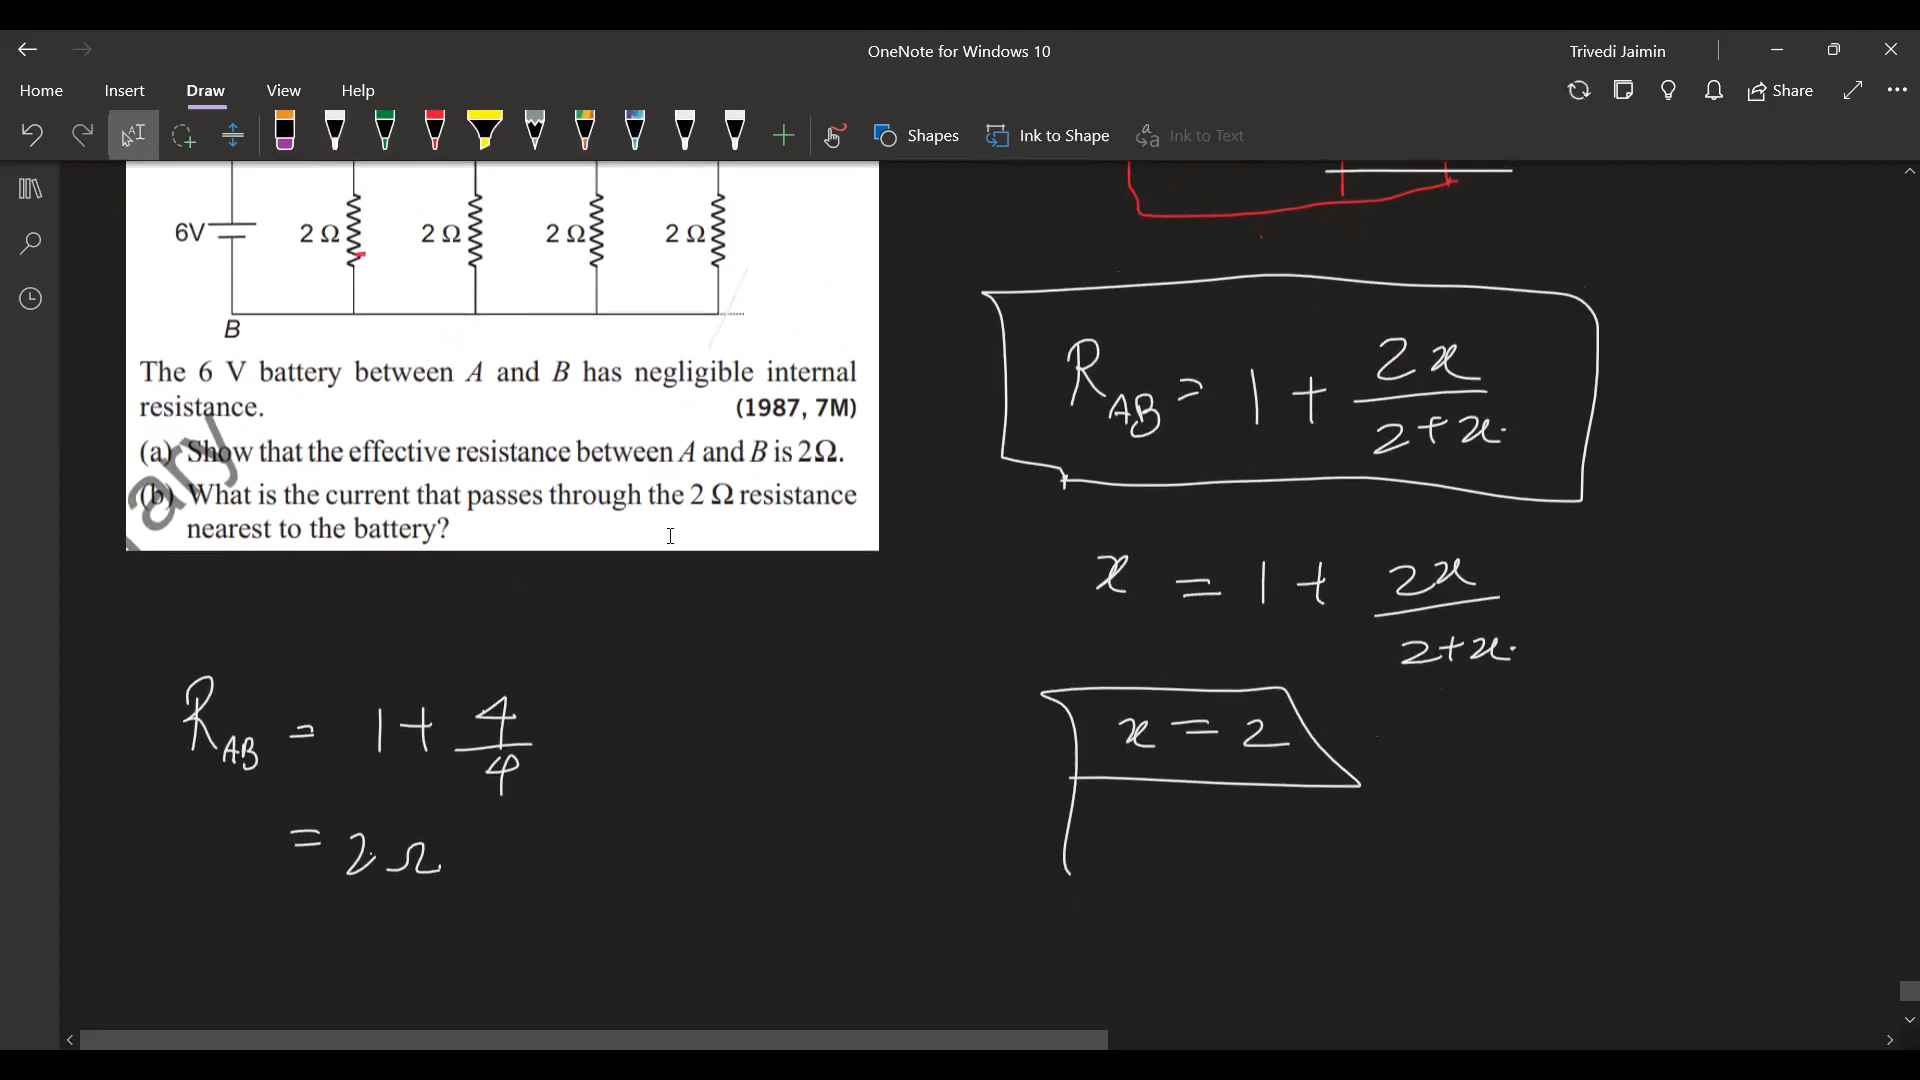 OneNote for Windows 10
Trivedi Jaimin
Home Insert Draw View Help
Share
Shapes Ink to Shape Ink to Text
6V 2 Ω 2 Ω 2 Ω 2 Ω
B
The 6 V battery between A and B has negligible internal
resistance. (1987, 7M)
(a) Show that the effective resistance between A and B is 2Ω.
(b) What is the current that passes through the 2 Ω resistance
nearest to the battery?
ary
R_AB = 1 + 4/4
= 2 Ω
R_AB = 1 + 2x/2+x.
x = 1 + 2x/2+x.
x = 2